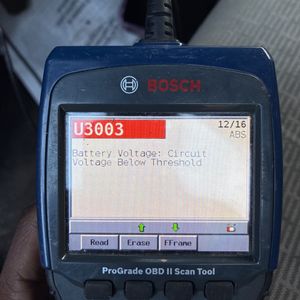 BOSCH
U3003
12/16
ABS
Battery Voltage: Circuit
Voltage Below Threshold
Read
Erase
FFrame
ProGrade OBD II Scan Tool